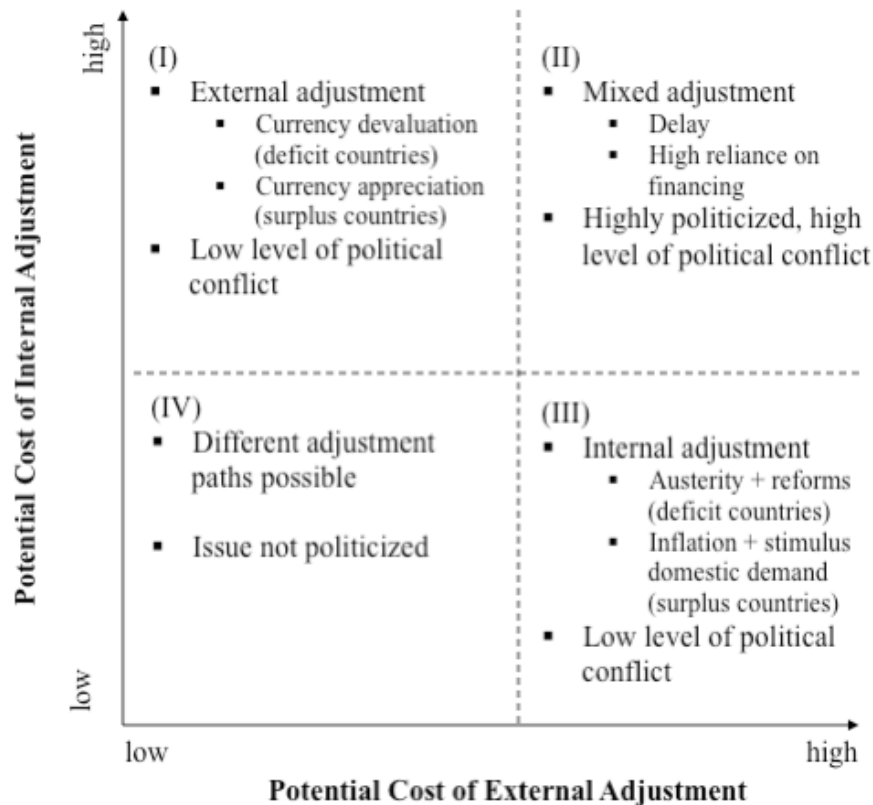 Potential Cost of Internal Adjustment
high
low
(I)
▪ External adjustment
▪ Currency devaluation
(deficit countries)
▪ Currency appreciation
(surplus countries)
▪ Low level of political
conflict
(II)
▪ Mixed adjustment
▪ Delay
▪ High reliance on
financing
▪ Highly politicized, high
level of political conflict
(IV)
▪ Different adjustment
paths possible
▪ Issue not politicized
(III)
▪ Internal adjustment
▪ Austerity + reforms
(deficit countries)
▪ Inflation + stimulus
domestic demand
(surplus countries)
▪ Low level of political
conflict
low
high
Potential Cost of External Adjustment